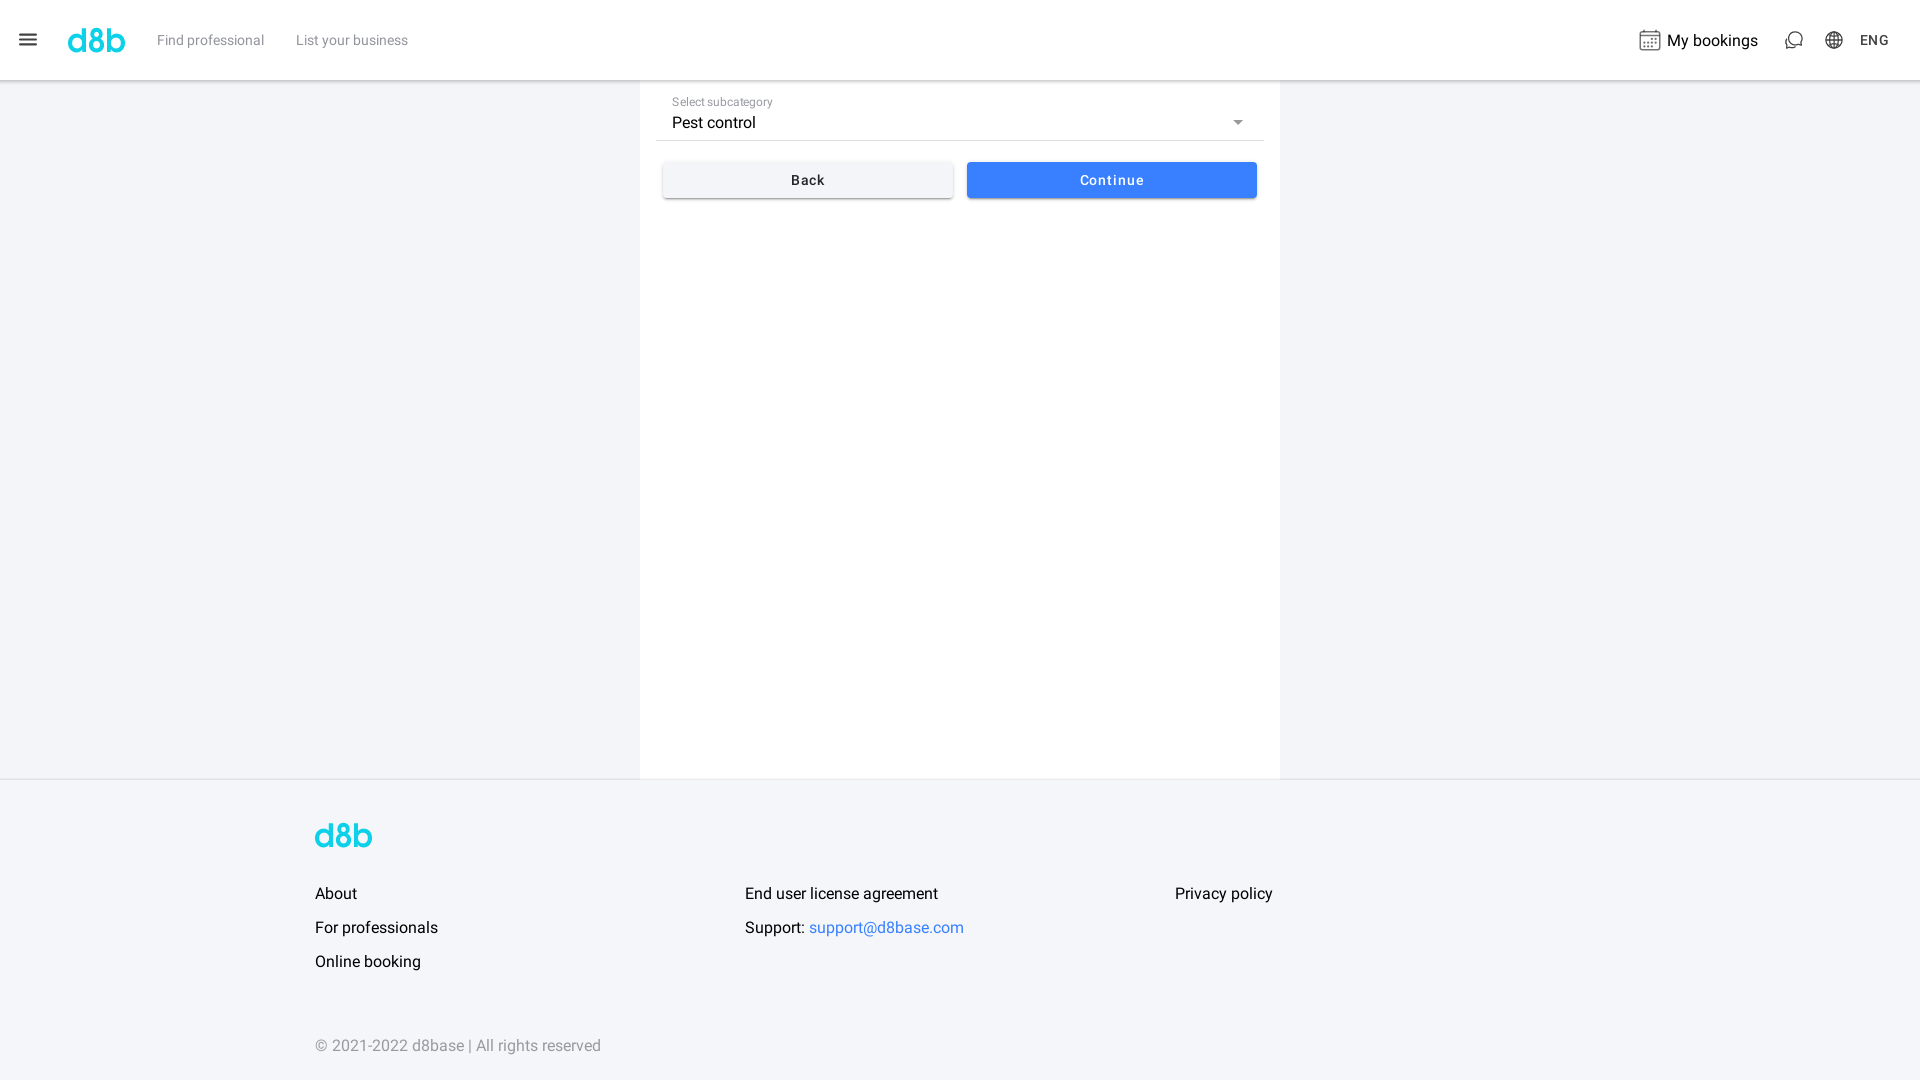 d8b
Find professional
List your business
My bookings
ENG
Select subcategory
Pest control
Back
Continue
d8b
About
End user license agreement
Privacy policy
For professionals
Support: support@d8base.com
Online booking
© 2021-2022 d8base | All rights reserved